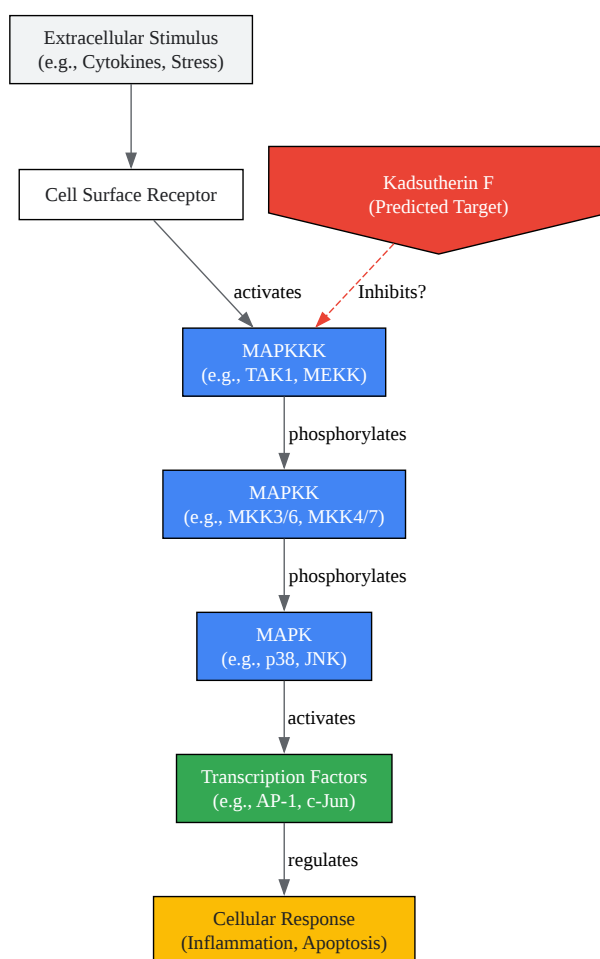 Extracellular Stimulus
(e.g., Cytokines, Stress)
Cell Surface Receptor
Kadsutherin F
(Predicted Target)
activates
Inhibits?
MAPKKK
(e.g., TAK1, MEKK)
phosphorylates
MAPKK
(e.g., MKK3/6, MKK4/7)
phosphorylates
MAPK
(e.g., p38, JNK)
activates
Transcription Factors
(e.g., AP-1, c-Jun)
regulates
Cellular Response
(Inflammation, Apoptosis)